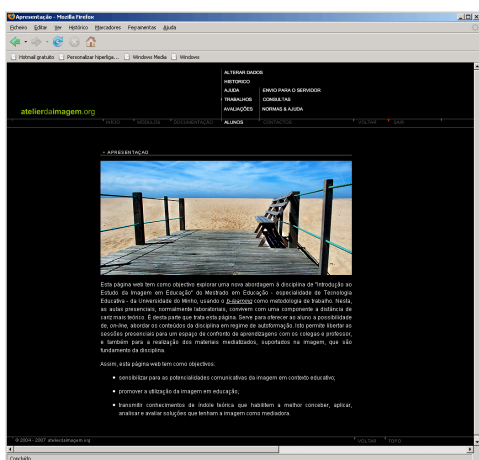 Apresentação - Mozilla Firefox
Ficheiro Editar Ver Histórico Marcadores Ferramentas Ajuda
Hotmail gratuito Personalizar hiperliga... Windows Media Windows
ALTERAR DADOS
HISTORICO
AJUDA ENVIO PARA O SERVIDOR
TRABALHOS CONSULTAS
AVALIAÇÕES NORMAS & AJUDA
atelierdaimagem.org
INICIO MÓDULOS DOCUMENTAÇÃO ALUNOS CONTACTOS VOLTAR SAIR
APRESENTAÇÃO
Esta página web tem como objectivo explorar uma nova abordagem à disciplina de "Introdução ao
Estudo da Imagem em Educação" do Mestrado em Educação - especialidade de Tecnologia
Educativa - da Universidade do Minho, usando o b-learning como metodologia de trabalho. Nesta,
as aulas presenciais, normalmente laboratoriais, convivem com uma componente a distância de
cariz mais teórico. É desta parte que trata esta página. Serve para oferecer ao aluno a possibilidade
de, on-line, abordar os conteúdos da disciplina em regime de autoformação. Isto permite libertar as
sessões presenciais para um espaço de confronto de aprendizagens com os colegas e professor,
e também para a realização dos materiais mediatizados, suportados na imagem, que são
fundamento da disciplina.
Assim, esta página web tem como objectivos:
sensibilizar para as potencialidades comunicativas da imagem em contexto educativo;
promover a utilização da imagem em educação;
transmitir conhecimentos de índole teórica que habilitem a melhor conceber, aplicar,
analisar e avaliar soluções que tenham a imagem como mediadora.
© 2004 - 2007 atelierdaimagem.org VOLTAR TOPO
Concluído